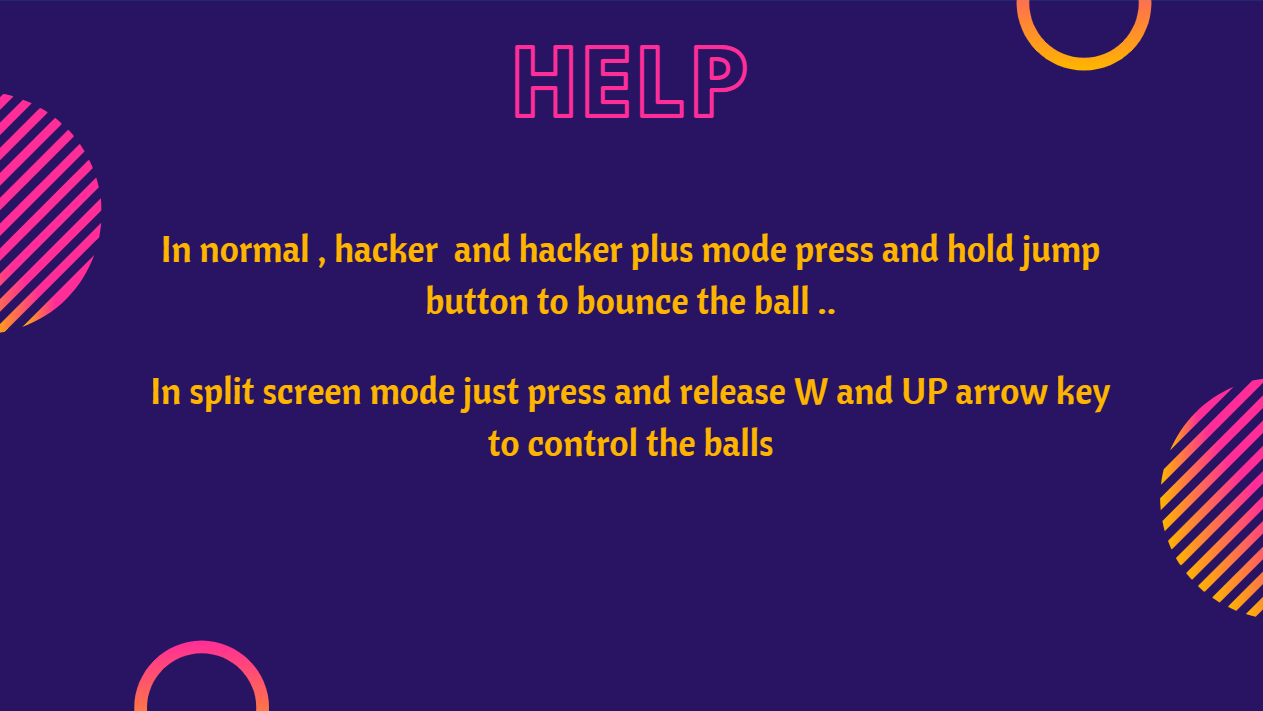 HELP
In normal , hacker  and hacker plus mode press and hold jump
button to bounce the ball ..
In split screen mode just press and release W and UP arrow key
to control the balls